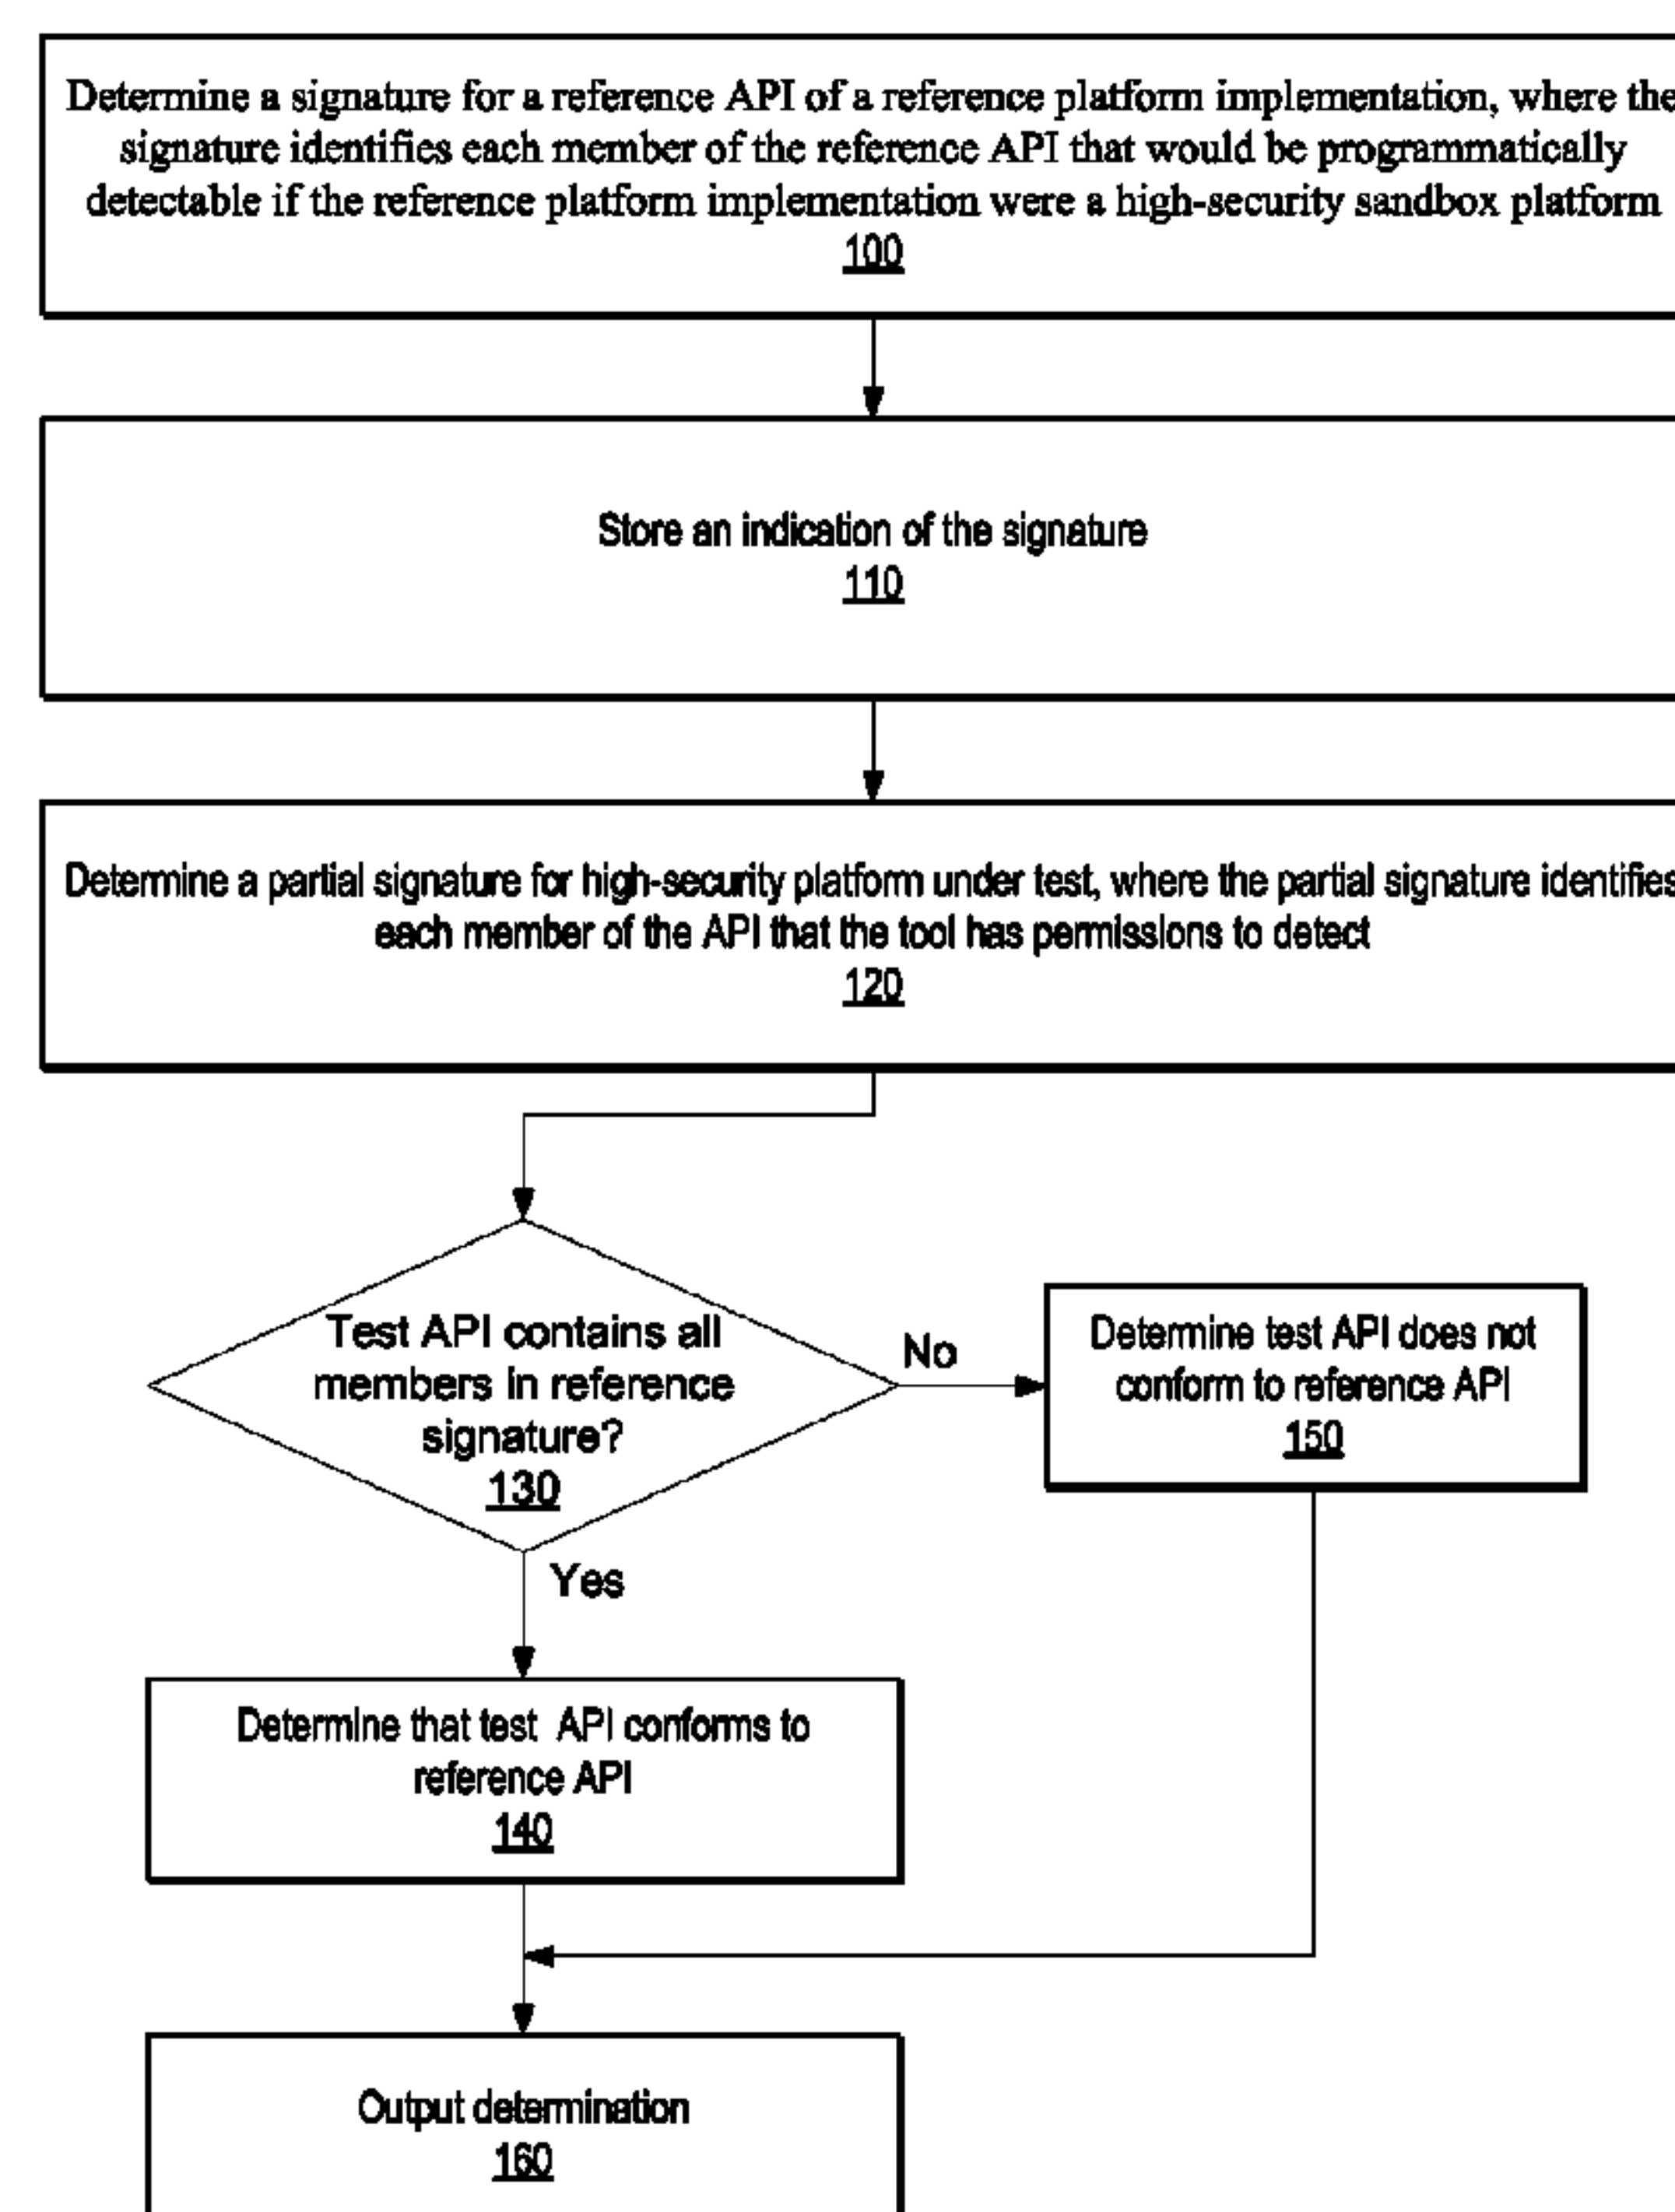 Determine a signature for a reference API of a reference platform implementation, where the
signature identifies each member of the reference API that would be programmatically
detectable if the reference platform implementation were a high-security sandbox platform
100
Store an indication of the signature
110
Determine a partial signature for high-security platform under test, where the partial signature identifies
each member of the API that the tool has permissions to detect
120
Test API contains all
members in reference
signature?
130
No
Determine test API does not
conform to reference API
150
Yes
Determine that test API conforms to
reference API
140
Output determination
160